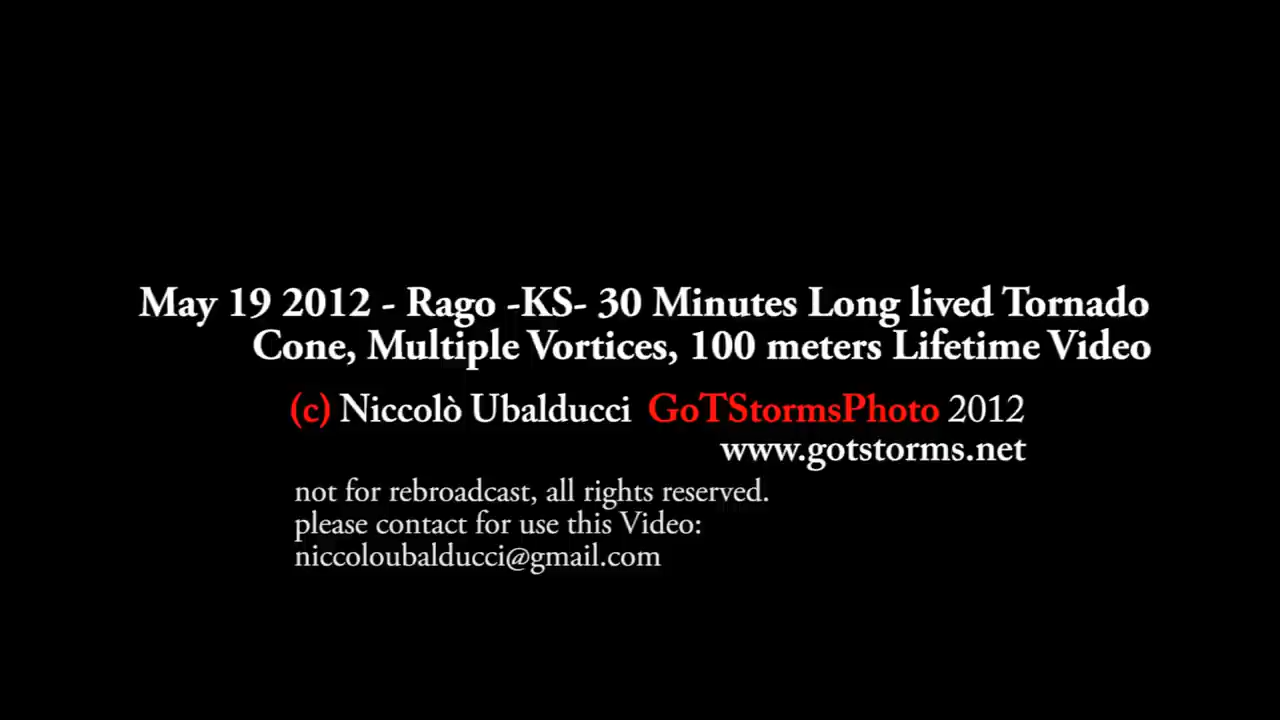 May 19 2012 - Rago -KS- 30 Minutes Long lived Tornado
Cone, Multiple Vortices, 100 meters Lifetime Video
(c) Niccolò Ubalducci GoTStormsPhoto 2012
www.gotstorms.net
not for rebroadcast, all rights reserved.
please contact for use this Video:
niccoloubalducci@gmail.com